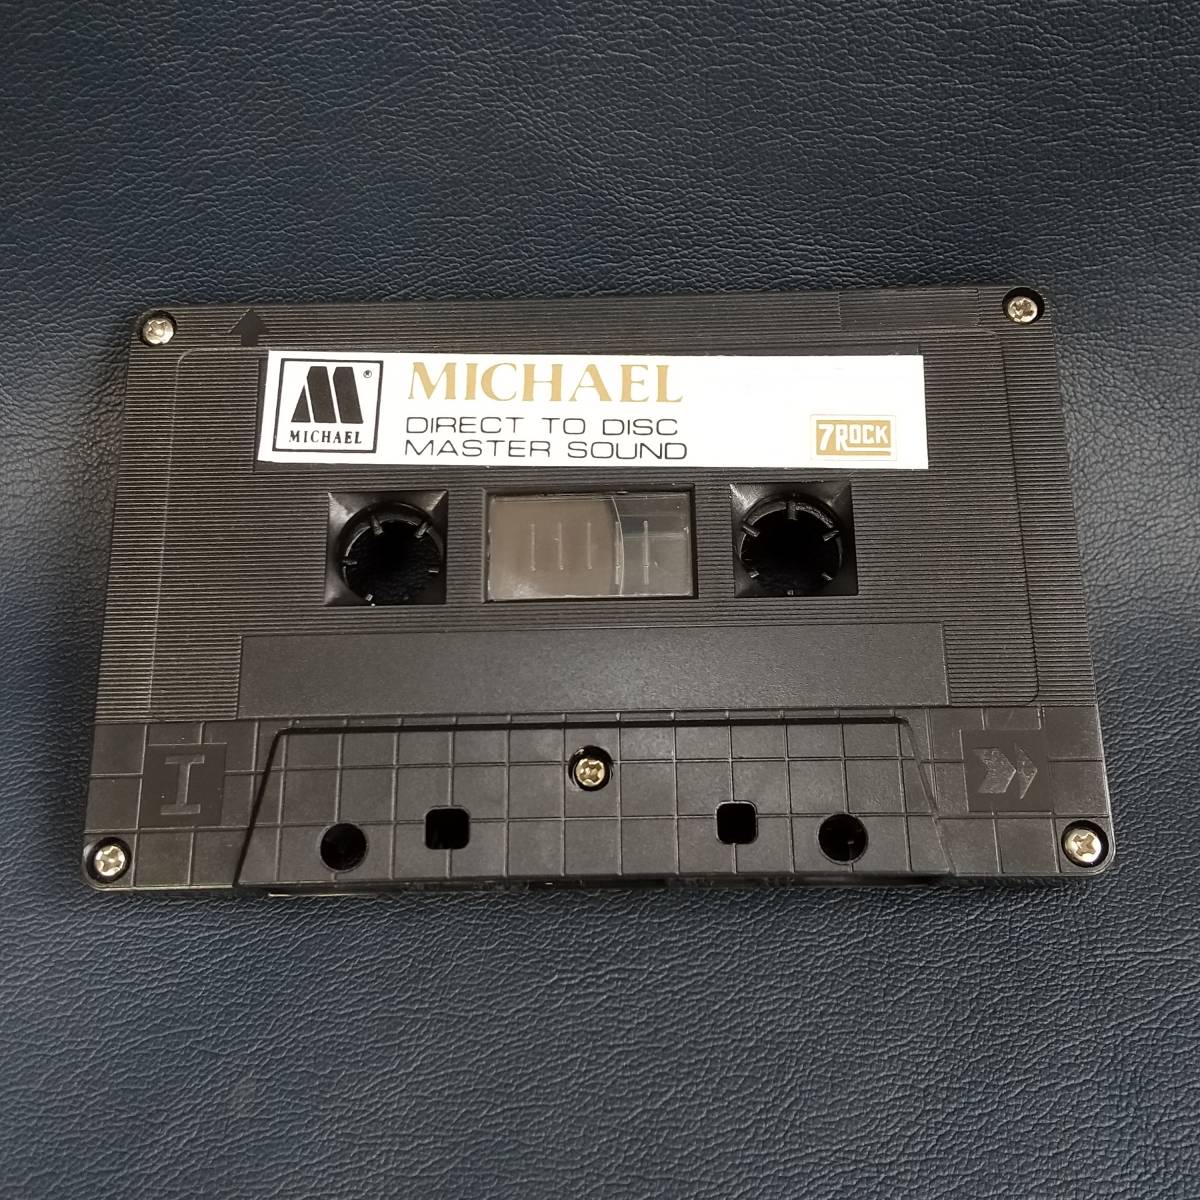 M®
MICHAEL
MICHAEL
DIRECT TO DISC
MASTER SOUND
7ROCK
I